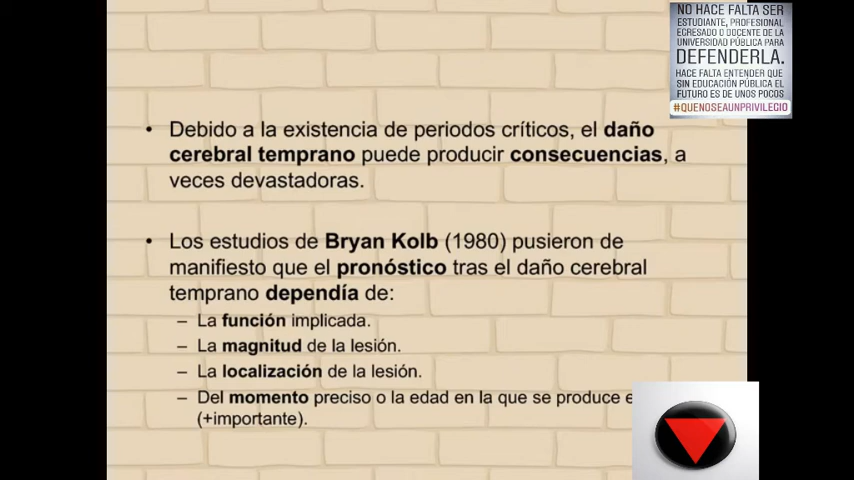 NO HACE FALTA SER
ESTUDIANTE, PROFESIONAL
EGRESADO O DOCENTE DE LA
UNIVERSIDAD PÚBLICA PARA
DEFENDERLA.
HACE FALTA ENTENDER QUE
SIN EDUCACIÓN PÚBLICA EL
FUTURO ES DE UNOS POCOS
#QUENOSEAUNPRIVILEGIO
• Debido a la existencia de periodos críticos, el daño
cerebral temprano puede producir consecuencias, a
veces devastadoras.
• Los estudios de Bryan Kolb (1980) pusieron de
manifiesto que el pronóstico tras el daño cerebral
temprano dependía de:
– La función implicada.
– La magnitud de la lesión.
– La localización de la lesión.
– Del momento preciso o la edad en la que se produce
(+importante).